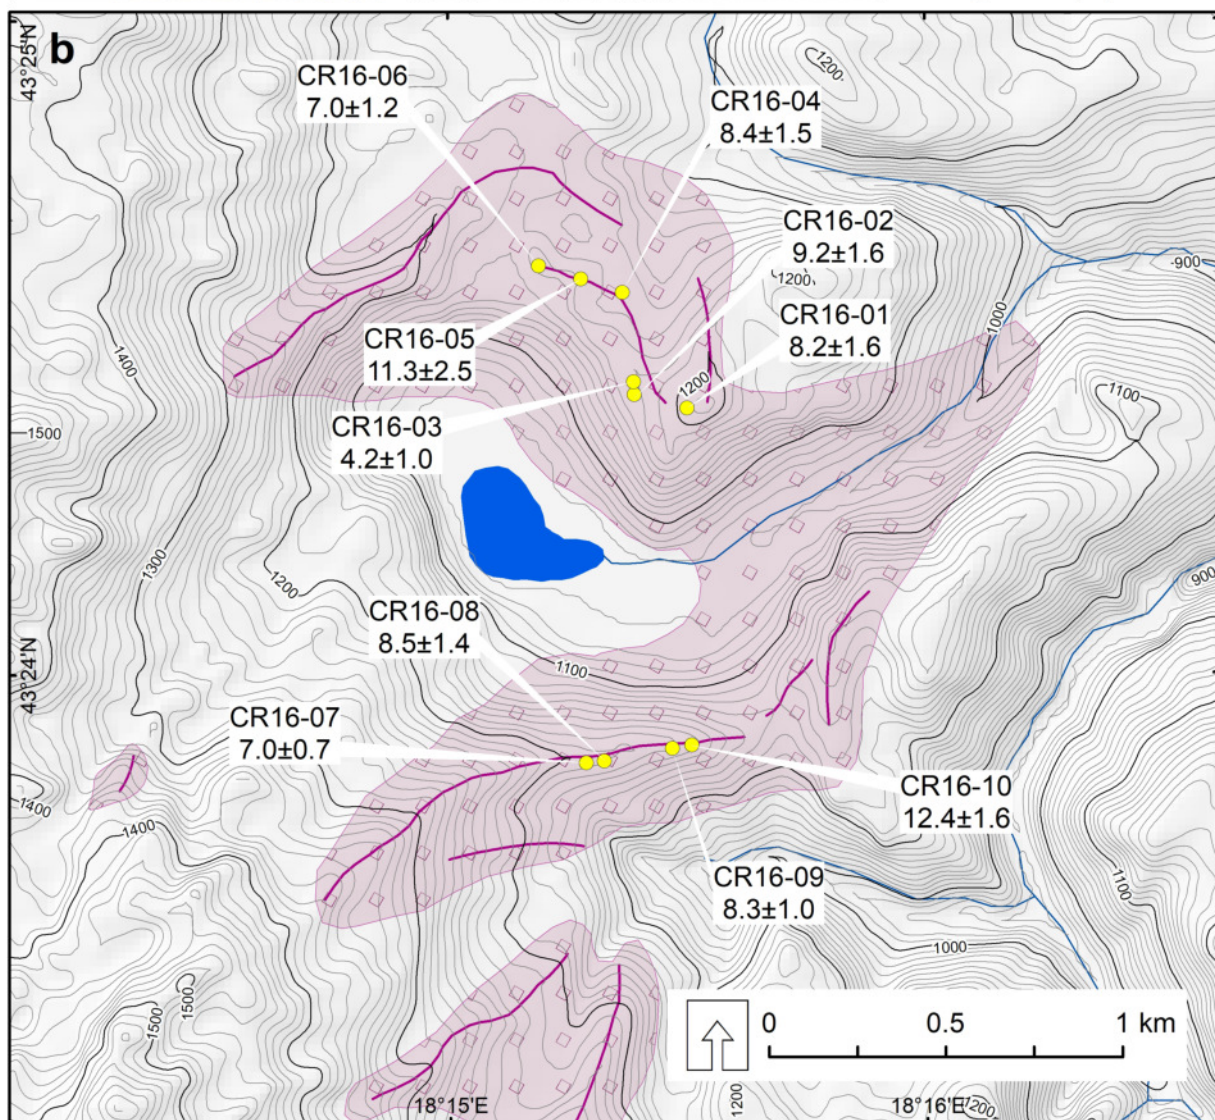 b
43°25'N
CR16-06
7.0±1.2
CR16-04
8.4±1.5
1200
CR16-02
9.2±1.6
1200
900
CR16-01
8.2±1.6
1000
CR16-05
11.3±2.5
1400
1200
1100
CR16-03
4.2±1.0
1500
1300
1200
900
CR16-08
8.5±1.4
1100
43°24'N
CR16-07
7.0±0.7
CR16-10
12.4±1.6
1400
1400
CR16-09
8.3±1.0
1100
1000
1500
1500
0 0.5 1 km
1200
18°15'E
18°16'E
1200